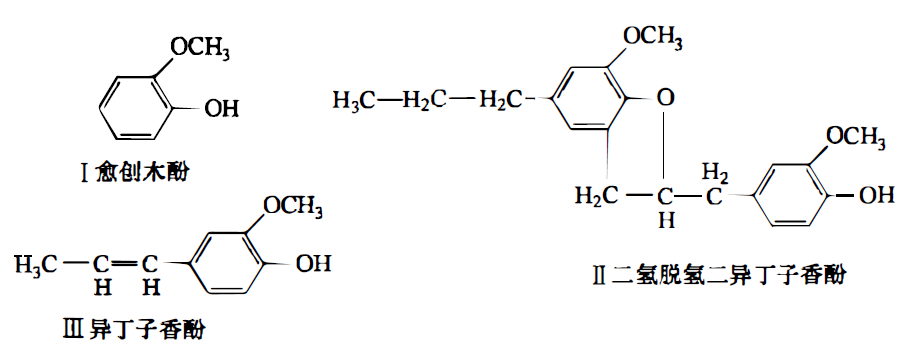 OCH₃
OH
Ⅰ愈创木酚
OCH₃
H₃C—H₂C—H₂C
O
H₂C—C—C
H
H₂
OCH₃
OH
Ⅱ二氢脱氢二异丁子香酚
OCH₃
H₃C—C=C
H H
OH
Ⅲ异丁子香酚